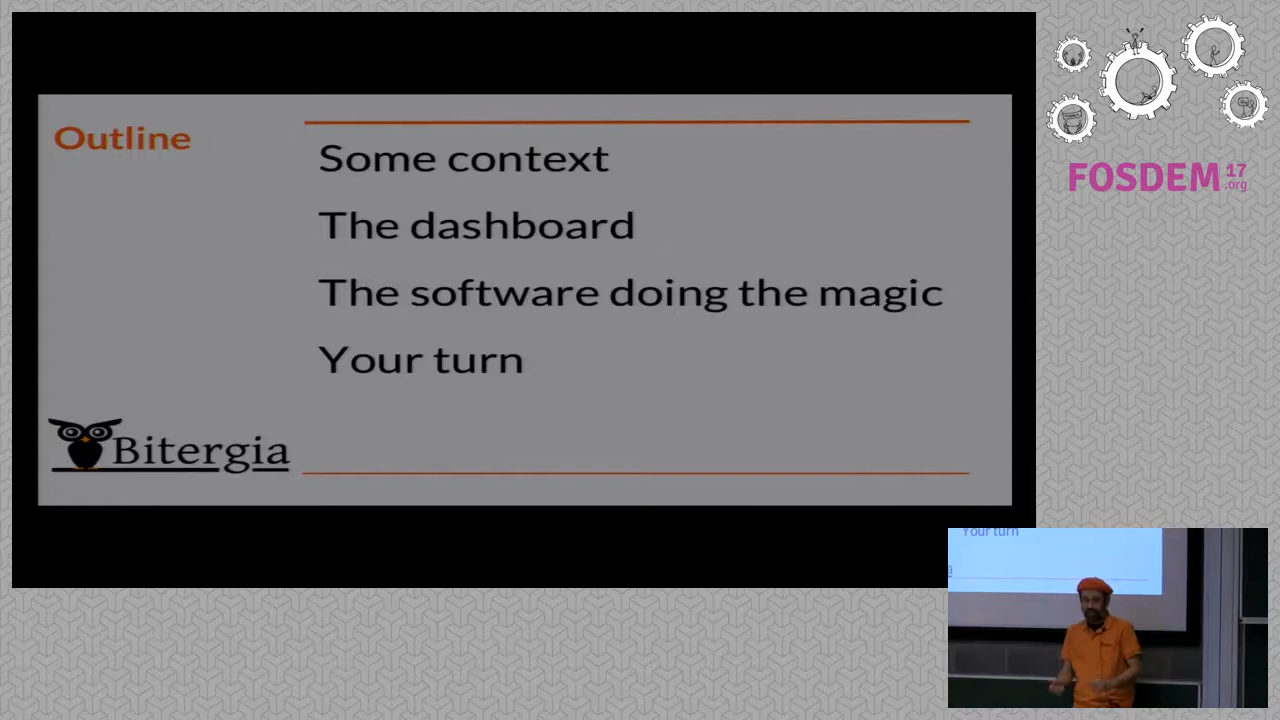 Outline
Some context
The dashboard
The software doing the magic
Your turn
Bitergia
FOSDEM 17
.org
Your turn